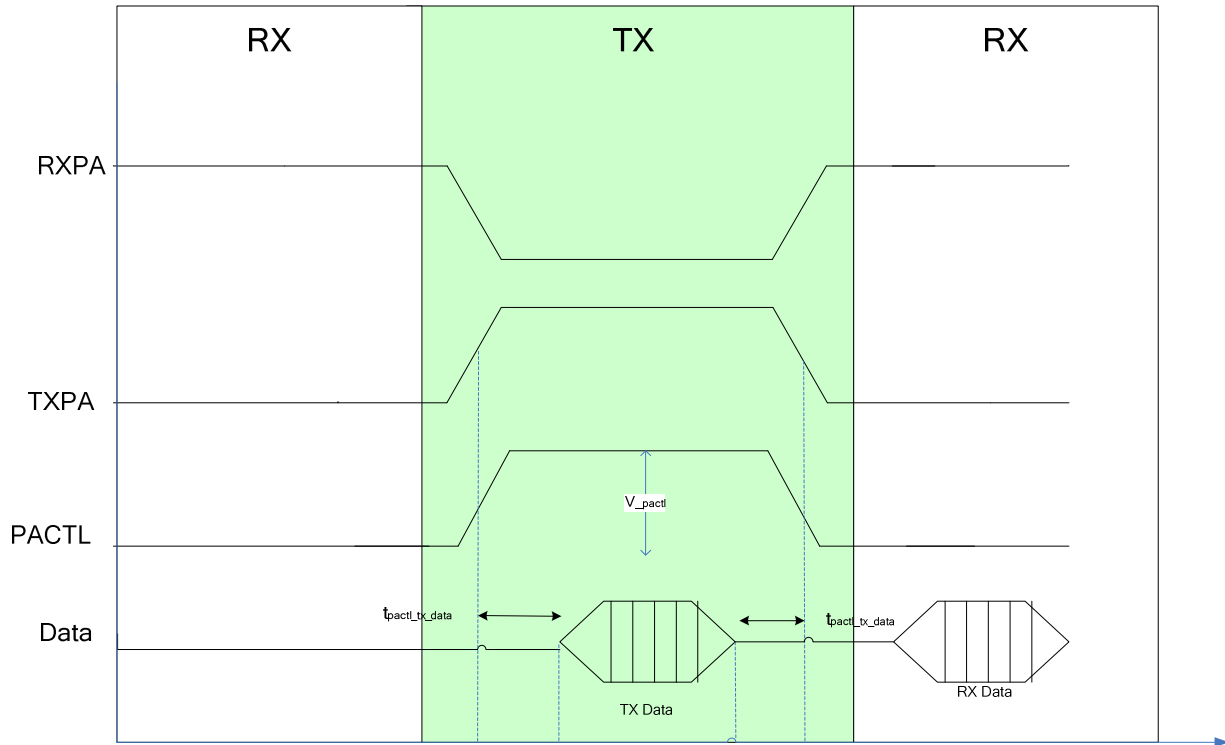 RX TX RX
RXPA
TXPA
V_pactl
PACTL
tpactl_tx_data tpactl_tx_data
Data
RX Data
TX Data